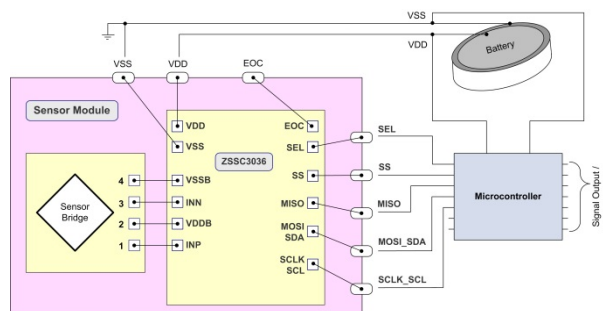 VSS
VDD
Battery
VSS
VDD
EOC
Sensor Module
ZSSC3036
VDD
VSS
VSSB
INN
VDDB
INP
EOC
SEL
SS
MISO
MOSI
SDA
SCLK
SCL
Sensor
Bridge
4
3
2
1
SEL
SS
MISO
MOSI_SDA
SCLK_SCL
Microcontroller
Signal Output /